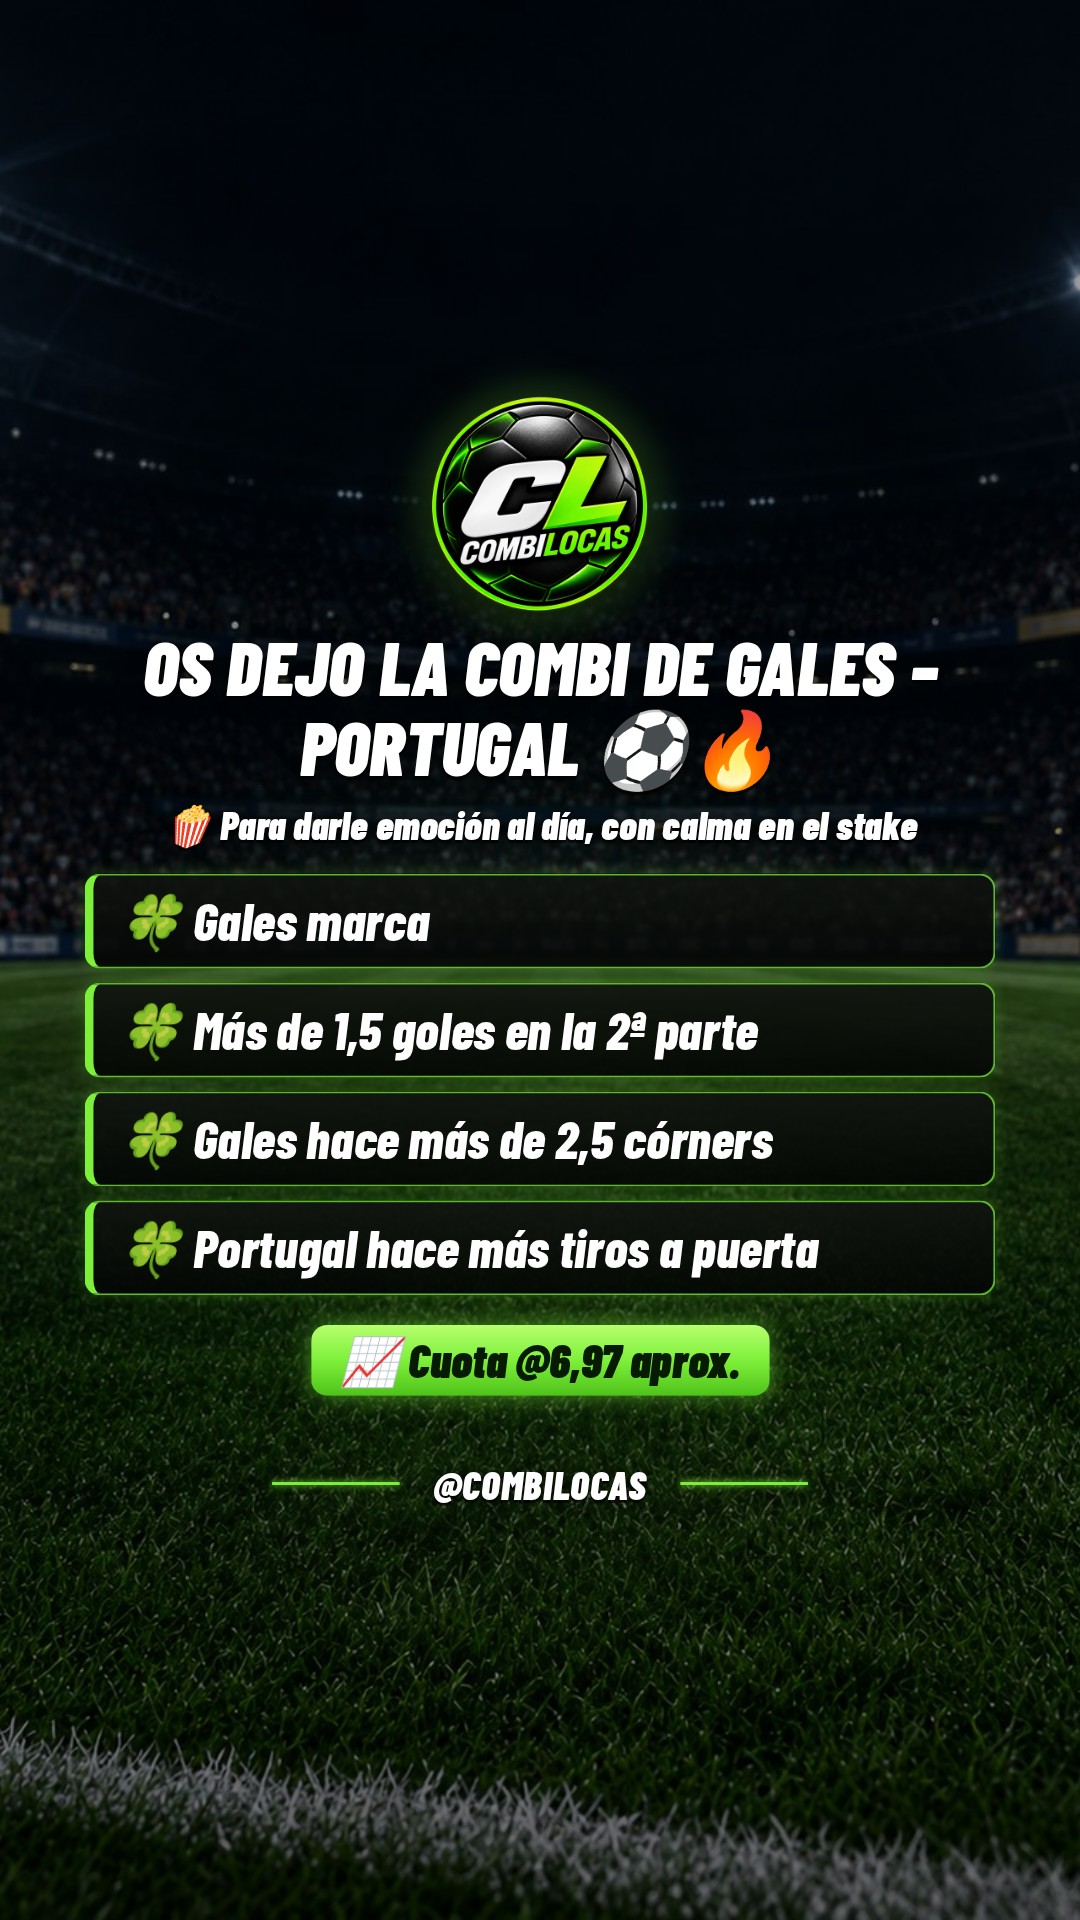 CL
COMBILOCAS
OS DEJO LA COMBI DE GALES –
PORTUGAL ⚽🔥
🍿 Para darle emoción al día, con calma en el stake
🍀 Gales marca
🍀 Más de 1,5 goles en la 2ª parte
🍀 Gales hace más de 2,5 córners
🍀 Portugal hace más tiros a puerta
📈 Cuota @6,97 aprox.
@COMBILOCAS